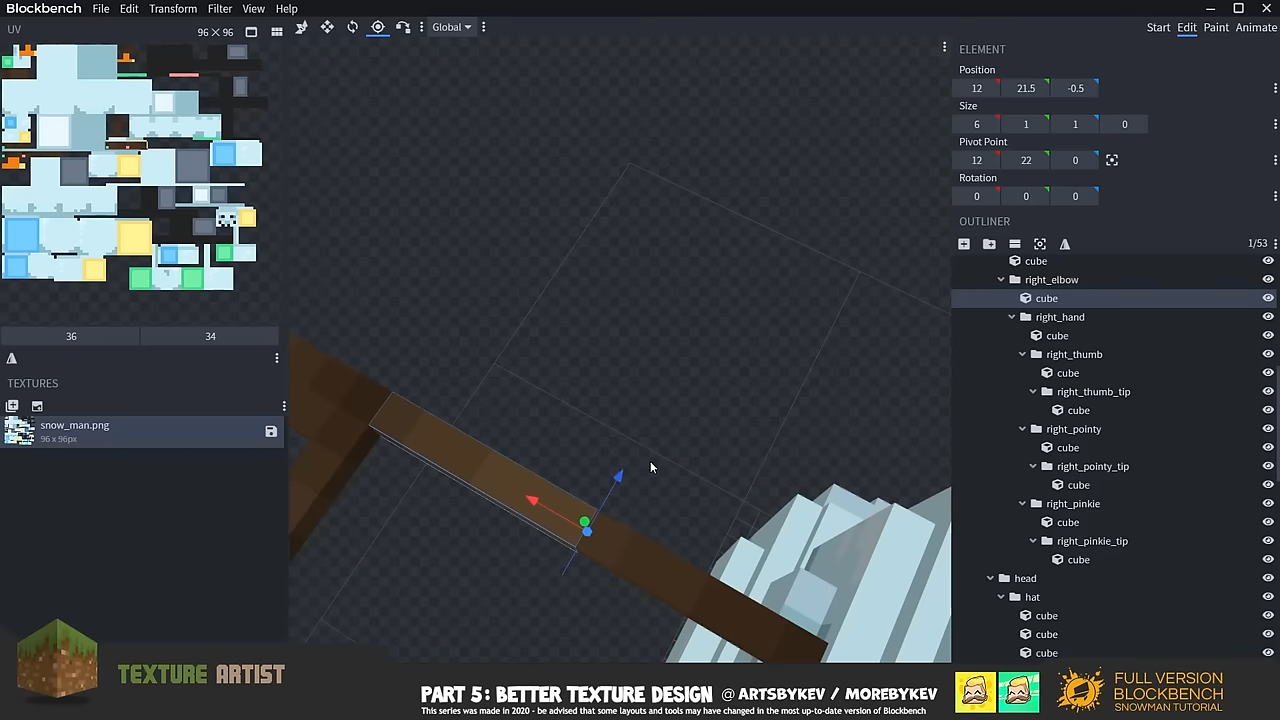 Blockbench File Edit Transform Filter View Help
UV 96 × 96
Global
Start Edit Paint Animate
ELEMENT
Position
12 21.5 -0.5
Size
6 1 1 0
Pivot Point
12 22 0
Rotation
0 0 0
OUTLINER
1/53
cube
right_elbow
cube
right_hand
cube
right_thumb
cube
right_thumb_tip
cube
right_pointy
cube
right_pointy_tip
cube
right_pinkie
cube
right_pinkie_tip
cube
head
hat
cube
cube
cube
36 34
TEXTURES
snow_man.png
96 x 96px
TEXTURE ARTIST
PART 5: BETTER TEXTURE DESIGN @ARTSBYKEV / MOREBYKEV
This series was made in 2020 - be advised that some layouts and tools may have changed in the most up-to-date version of Blockbench
FULL VERSION
BLOCKBENCH
SNOWMAN TUTORIAL